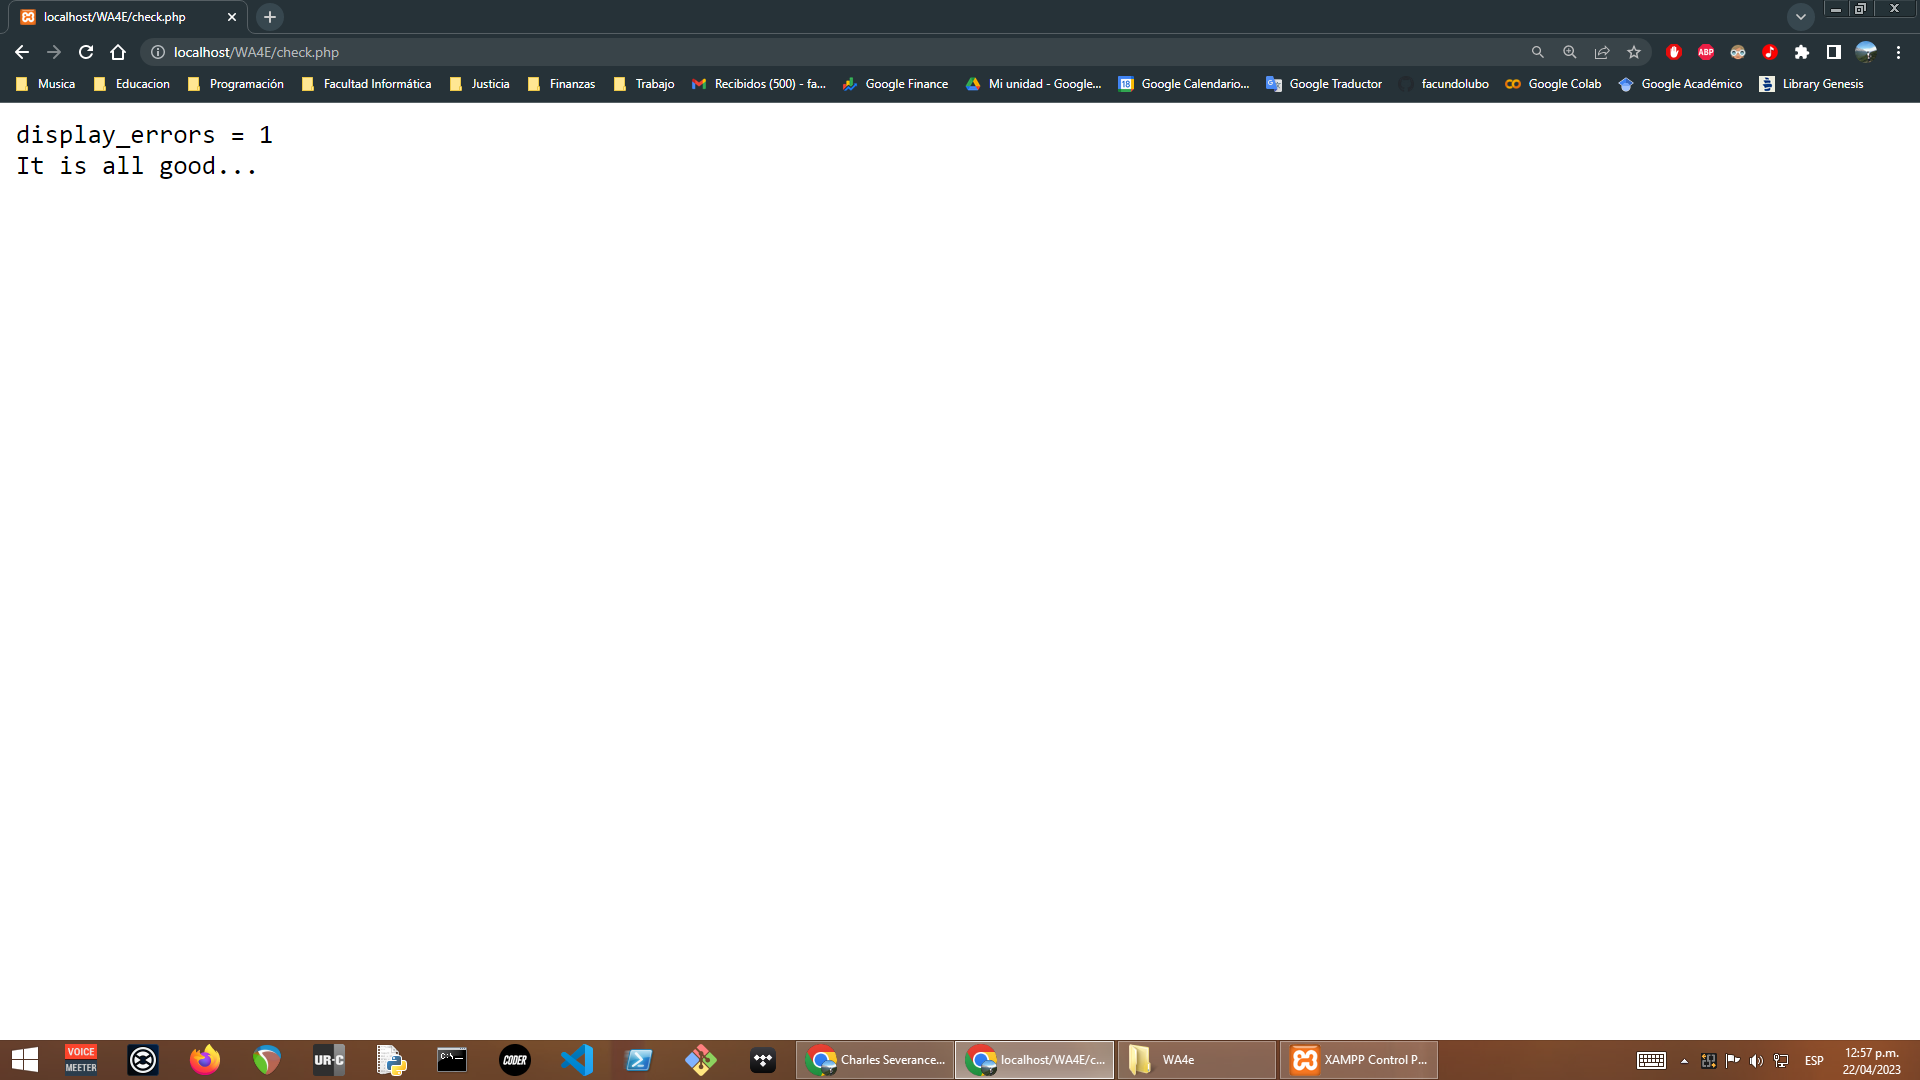 localhost/WA4E/check.php
localhost/WA4E/check.php
ABP
Musica
Educacion
Programación
Facultad Informática
Justicia
Finanzas
Trabajo
Recibidos (500) - fa...
Google Finance
Mi unidad - Google...
18
Google Calendario...
Google Traductor
facundolubo
Google Colab
Google Académico
Library Genesis
display_errors = 1
It is all good...
VOICE
MEETER
UR-C
C:\_
CODER
Charles Severance...
localhost/WA4E/c...
WA4e
XAMPP Control P...
ESP
12:57 p.m.
22/04/2023